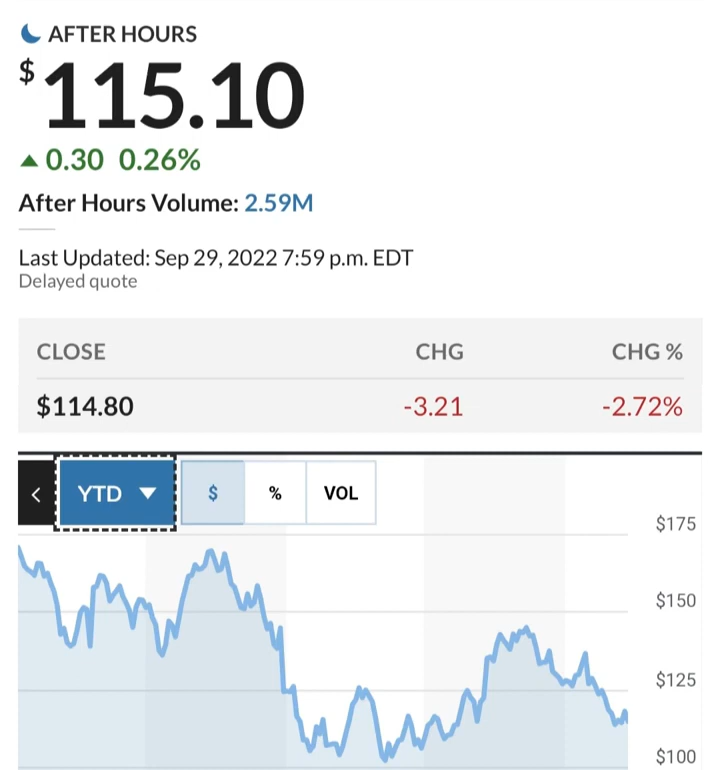 AFTER HOURS
$115.10
0.30 0.26%
After Hours Volume: 2.59M
Last Updated: Sep 29, 2022 7:59 p.m. EDT
Delayed quote
CLOSE CHG CHG %
$114.80 -3.21 -2.72%
< YTD $ % VOL
$175
$150
$125
$100